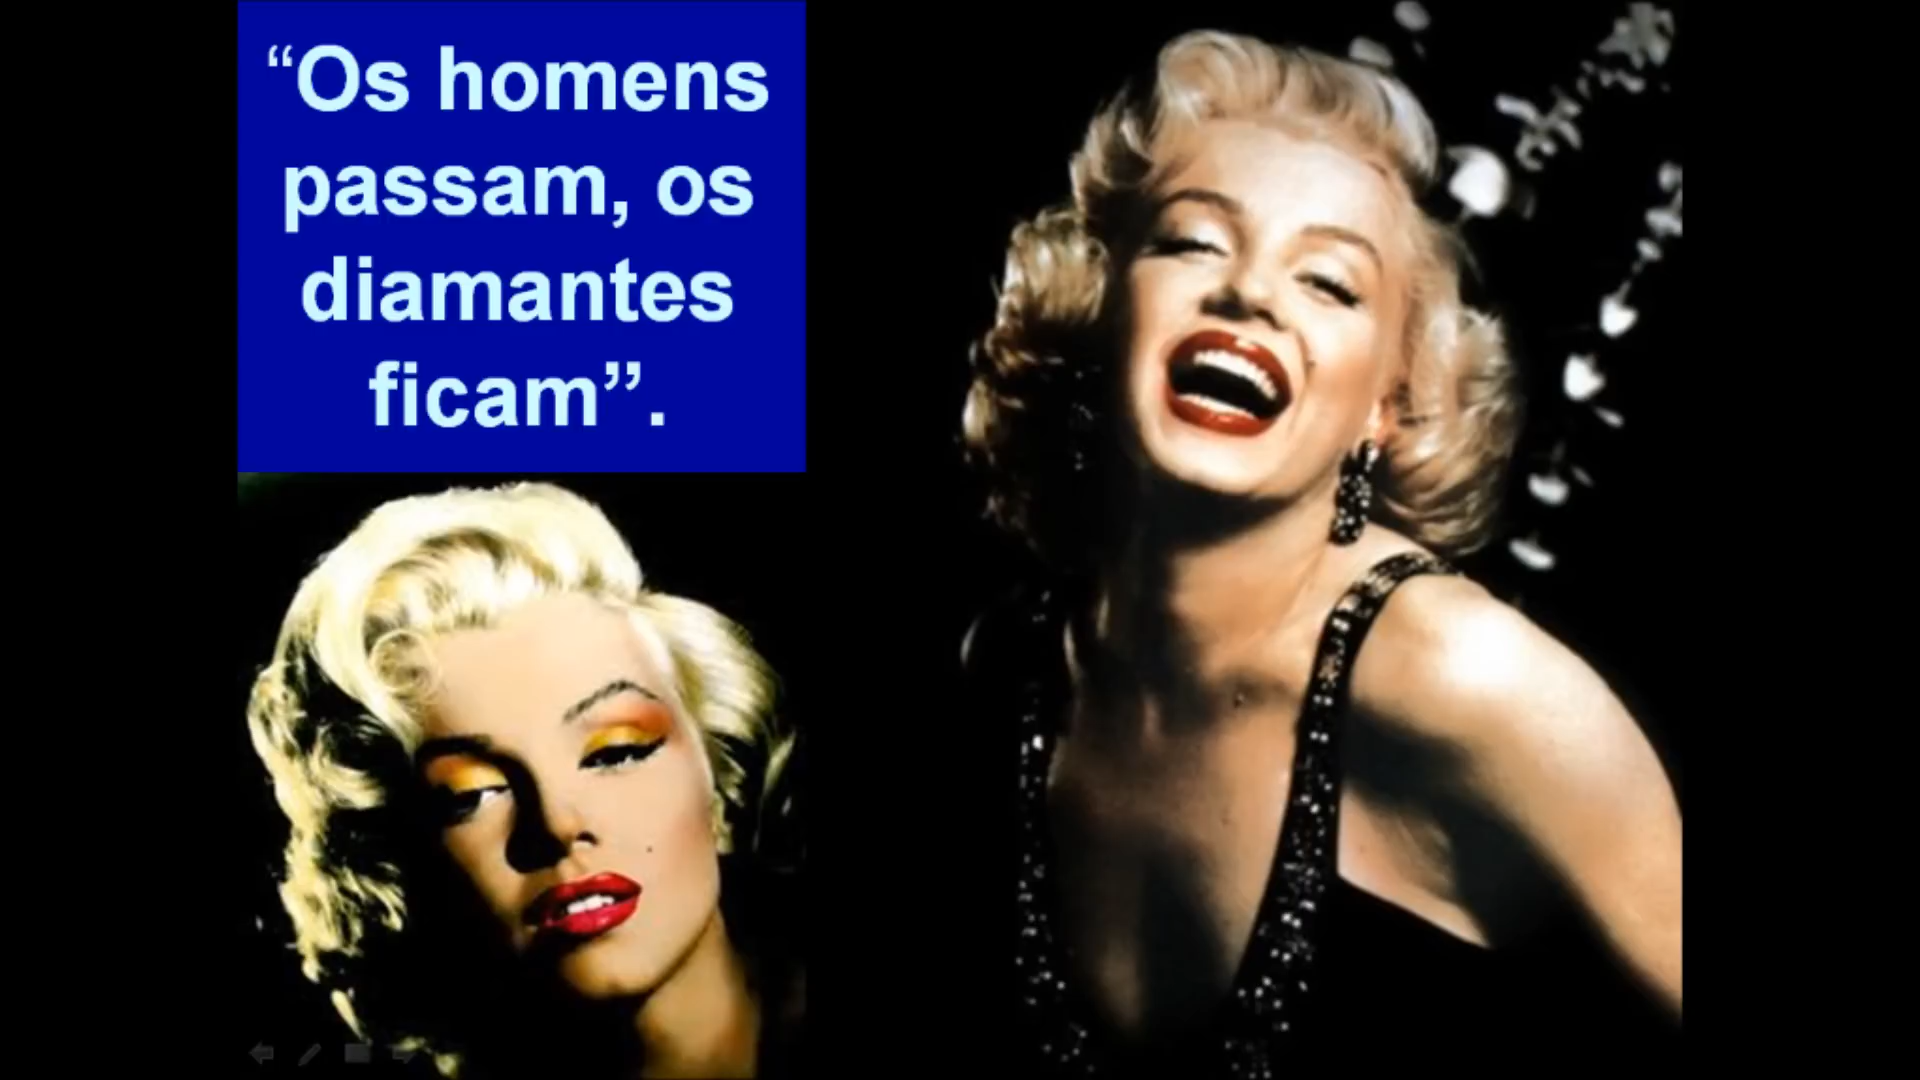 “Os homens
passam, os
diamantes
ficam”.